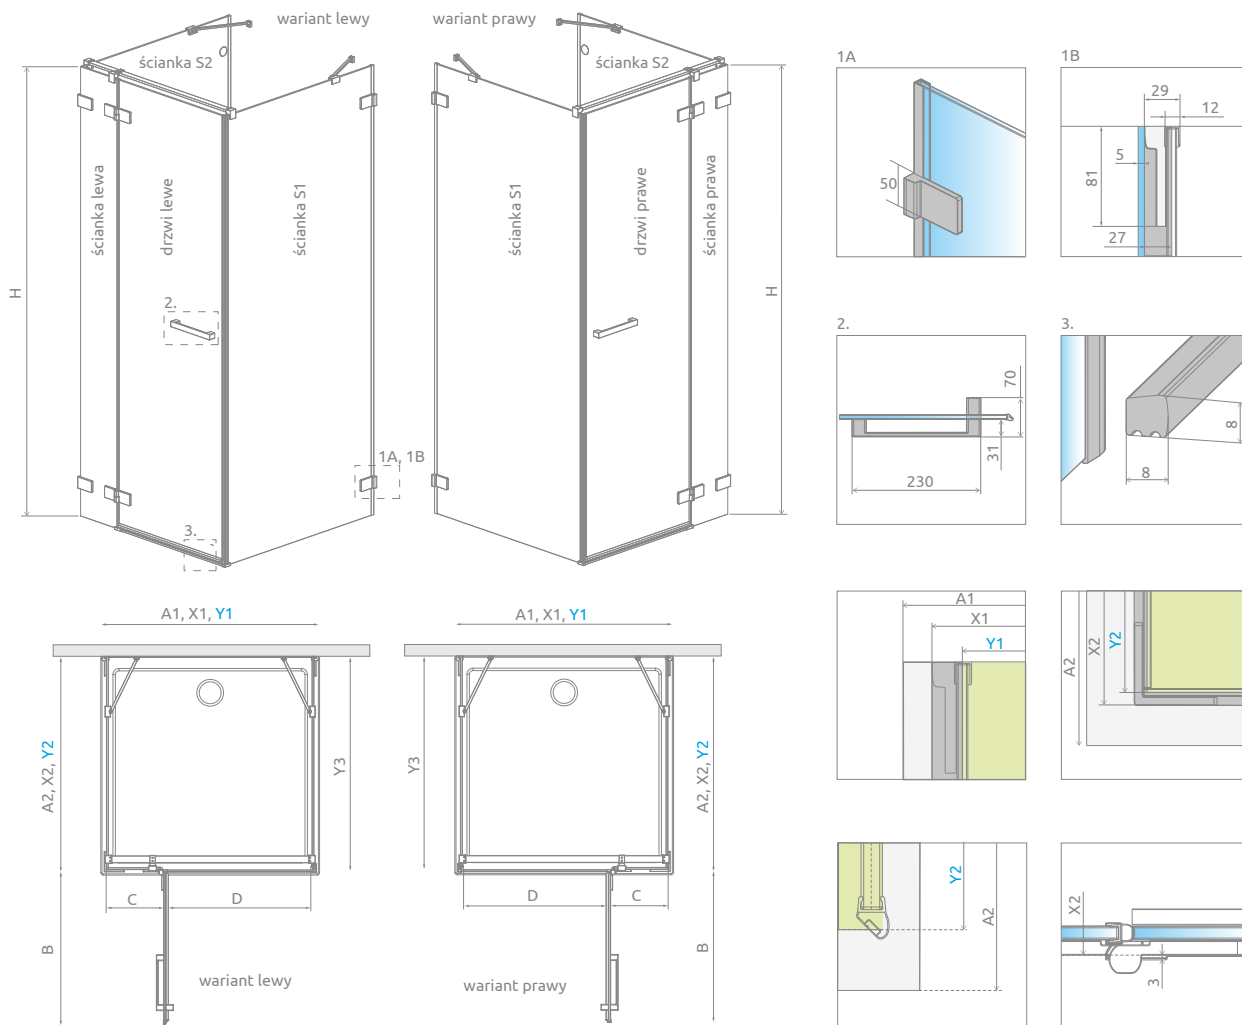 wariant lewy
wariant prawy
ścianka S2
ścianka S2
H
ścianka lewa
drzwi lewe
ścianka S1
ścianka S1
drzwi prawe
ścianka prawa
H
2.
1A, 1B
3.
1A
50
1B
29
12
5
81
27
2.
70
31
230
3.
8
8
A1, X1, Y1
A2, X2, Y2
Y3
C
D
B
wariant lewy
A1, X1, Y1
Y3
A2, X2, Y2
D
C
B
wariant prawy
A1
X1
Y1
A2
X2
Y2
Y2
A2
X2
3